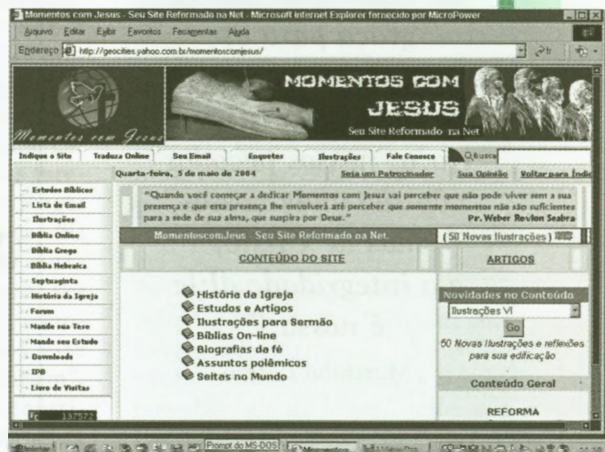 Momentos com Jesus - Seu Site Reformado na Net - Microsoft Internet Explorer fornecido por MicroPower
Arquivo Editar Exibir Favoritos Ferramentas Ajuda
Endereço http://geocities.yahoo.com.br/momentoscomjesus/
MOMENTOS COM
JESUS
Seu Site Reformado na Net
Momentos com Jesus
Indique o Site Traduza Online Seu Email Enquetes Ilustrações Fale Conosco Busca
Quarta-feira, 5 de maio de 2004 Seja um Patrocinador Sua Opinião Voltar para Índic
Estudos Bíblicos
Lista de Email
Ilustrações
Bíblia Online
Bíblia Grega
Bíblia Hebraica
Septuaginta
História da Igreja
Forum
Mande sua Tese
Mande seu Estudo
Downloads
IPB
Livro de Visitas
137572
"Quando você começar a dedicar Momentos com Jesus vai perceber que não pode viver sem a sua
presença e que esta presença lhe envolverá até perceber que somente momentos não são suficientes
para a sede de sua alma, que suspira por Deus."
Pr. Weber Revlon Seabra
MomentoscomJeus - Seu Site Reformado na Net.
(50 Novas Ilustrações)
CONTEÚDO DO SITE
História da Igreja
Estudos e Artigos
Ilustrações para Sermão
Bíblias On-line
Biografias da fé
Assuntos polêmicos
Seitas no Mundo
ARTIGOS
Novidades no Conteúdo
Ilustrações VI
Go
50 Novas Ilustrações e reflexões
para sua edificação
Conteúdo Geral
REFORMA
Prompt do MS-DOS